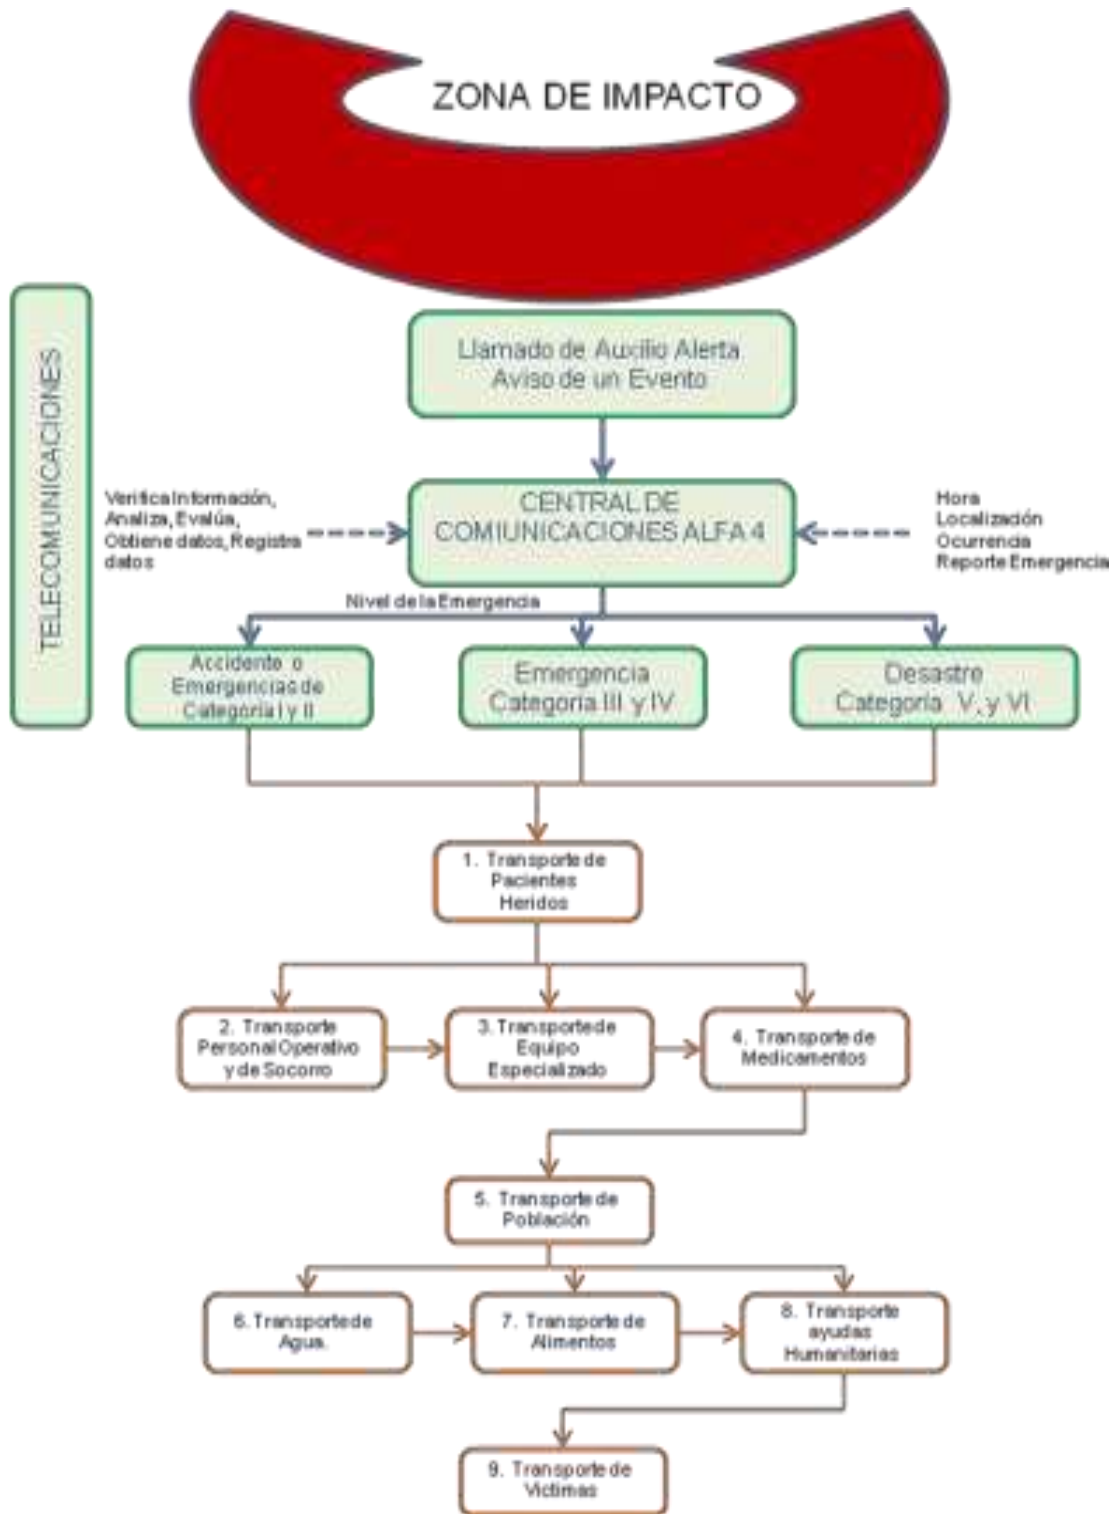 ZONA DE IMPACTO
TELECOMUNICACIONES
Llamado de Auxilio Alerta
Aviso de un Evento
Verifica Información,
Analiza, Evalúa,
Obtiene datos, Registra
datos
CENTRAL DE
COMIUNICACIONES ALFA 4
Hora
Localización
Ocurrencia
Reporte Emergencia
Nivel de la Emergencia
Accidente o
Emergencias de
Categoría I y II
Emergencia
Categoría III y IV
Desastre
Categoría V, y VI
1. Transporte de
Pacientes
Heridos
2. Transporte
Personal Operativo
y de Socorro
3. Transporte de
Equipo
Especializado
4. Transporte de
Medicamentos
5. Transporte de
Población
6. Transporte de
Agua.
7. Transporte de
Alimentos
8. Transporte
ayudas
Humanitarias
9. Transporte de
Victimas